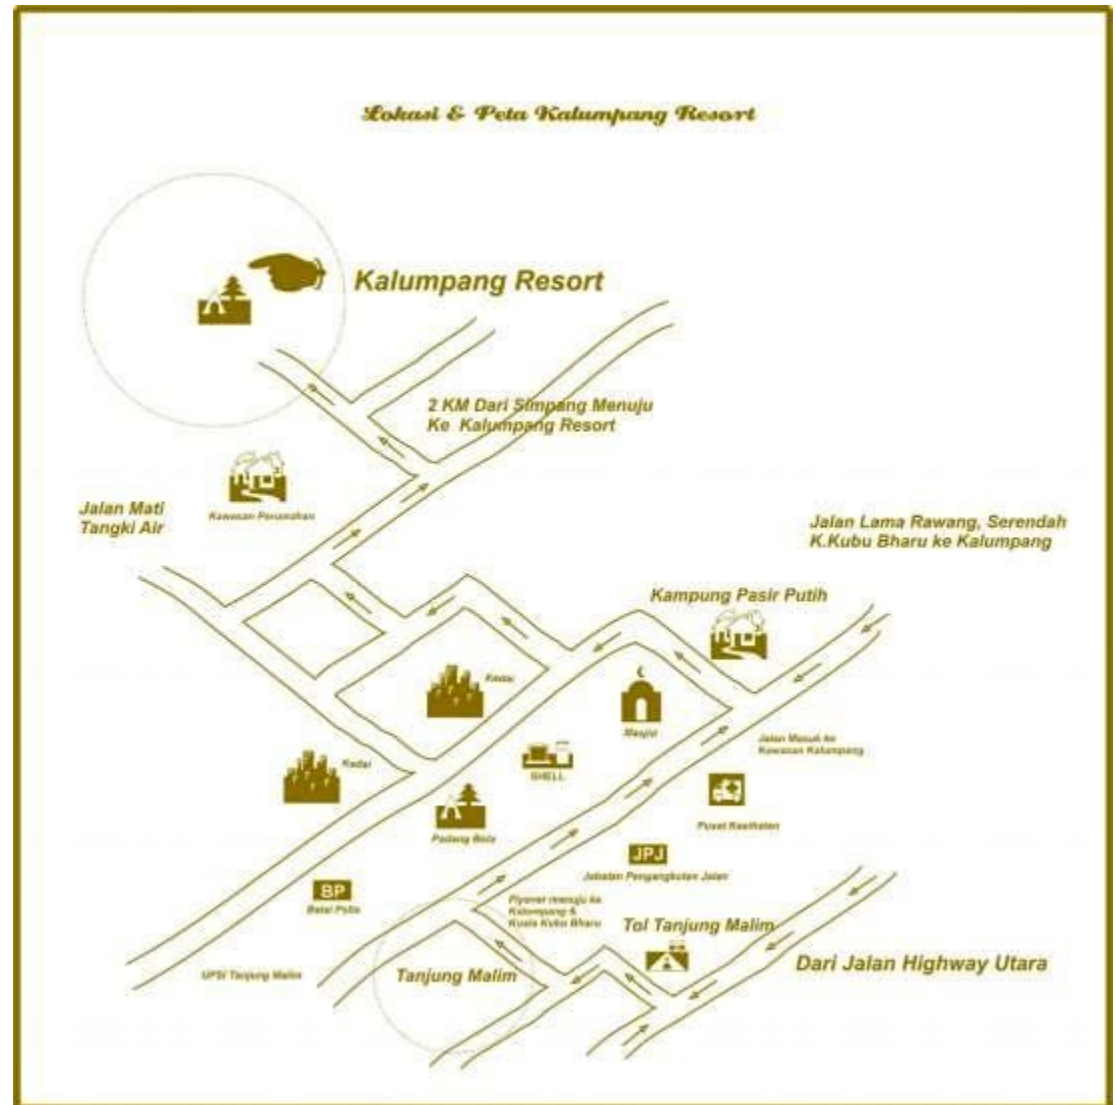 Lokasi & Peta Kalumpang Resort
Kalumpang Resort
2 KM Dari Simpang Menuju
Ke Kalumpang Resort
Kawasan Perumahan
Jalan Mati
Tangki Air
Jalan Lama Rawang, Serendah
K.Kubu Bharu ke Kalumpang
Kampung Pasir Putih
Kedai
Masjid
Jalan Masuk ke
Kawasan Kalumpang
Kedai
SHELL
Padang Bola
Pusat Kesihatan
JPJ
Jabatan Pengangkutan Jalan
BP
Balai Polis
Flyover menuju ke
Kalumpang &
Kuala Kubu Bharu
Tol Tanjung Malim
UPSI Tanjung Malim
Tanjung Malim
Dari Jalan Highway Utara